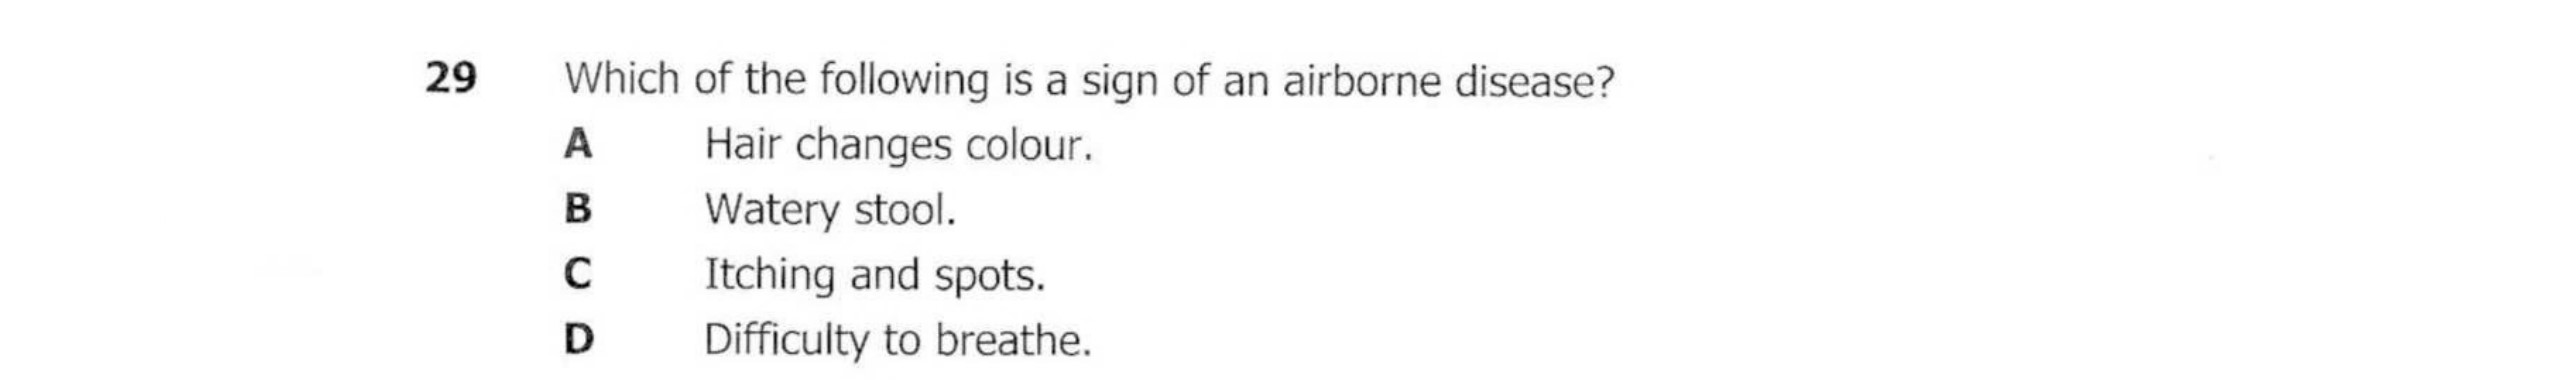 29 Which of the following is a sign of an airborne disease?
A Hair changes colour.
B Watery stool.
C Itching and spots.
D Difficulty to breathe.